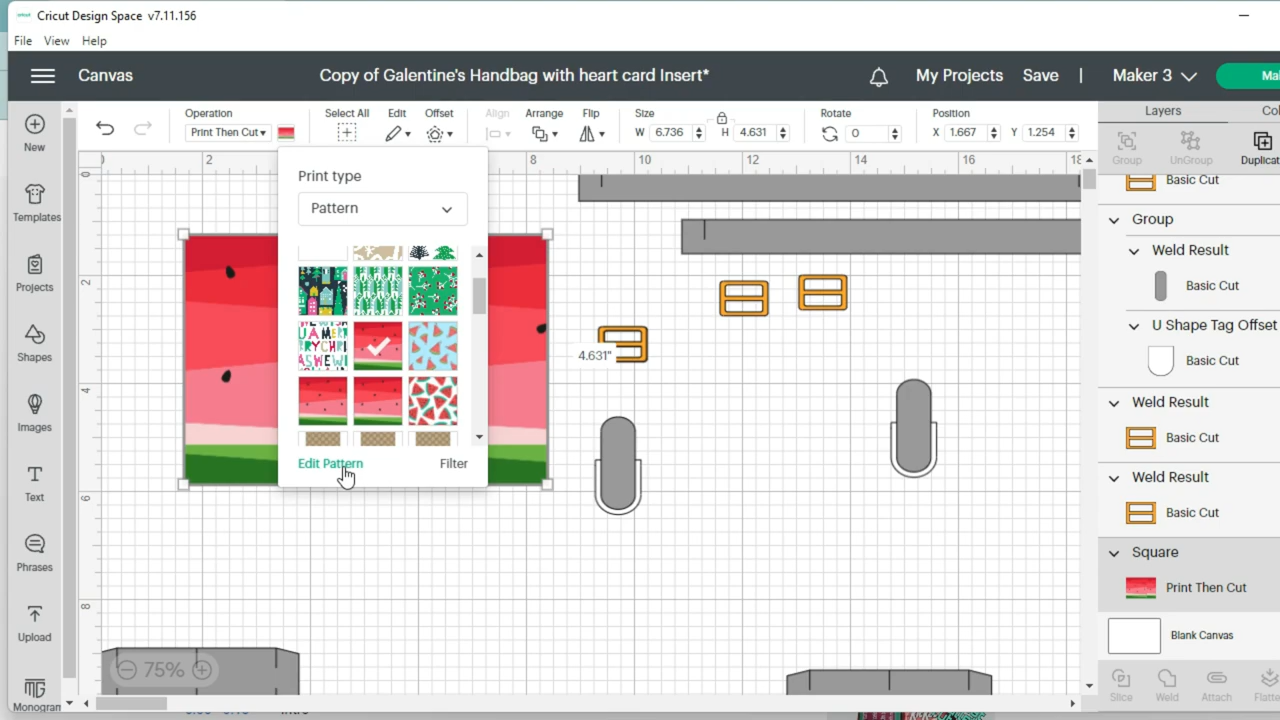 Cricut Design Space v7.11.156
File View Help
Canvas
Copy of Galentine's Handbag with heart card Insert*
My Projects Save | Maker 3
New
Templates
Projects
Shapes
Images
Text
Phrases
Upload
Monogram
Operation
Print Then Cut
Select All
Edit
Offset
Align
Arrange
Flip
Size
W 6.736
H 4.631
Rotate
0
Position
X 1.667
Y 1.254
0 2 8 10 12 14 16 18
0
2
4
6
8
Print type
Pattern
Edit Pattern
Filter
4.631"
75%
Layers
Group
UnGroup
Basic Cut
Group
Weld Result
Basic Cut
U Shape Tag Offset
Basic Cut
Weld Result
Basic Cut
Weld Result
Basic Cut
Square
Print Then Cut
Blank Canvas
Slice
Weld
Attach